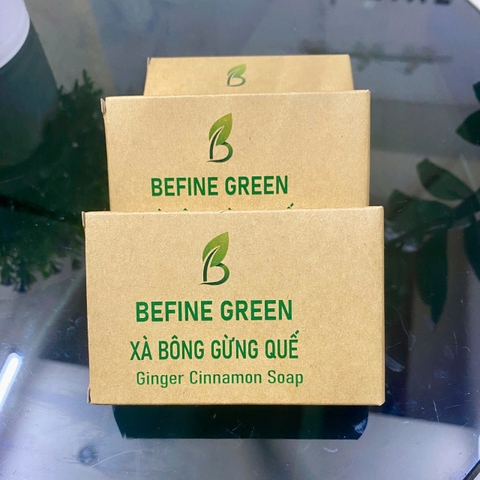 BEFINE GREEN
BEFINE GREEN
XÀ BÔNG GỪNG QUẾ
Ginger Cinnamon Soap